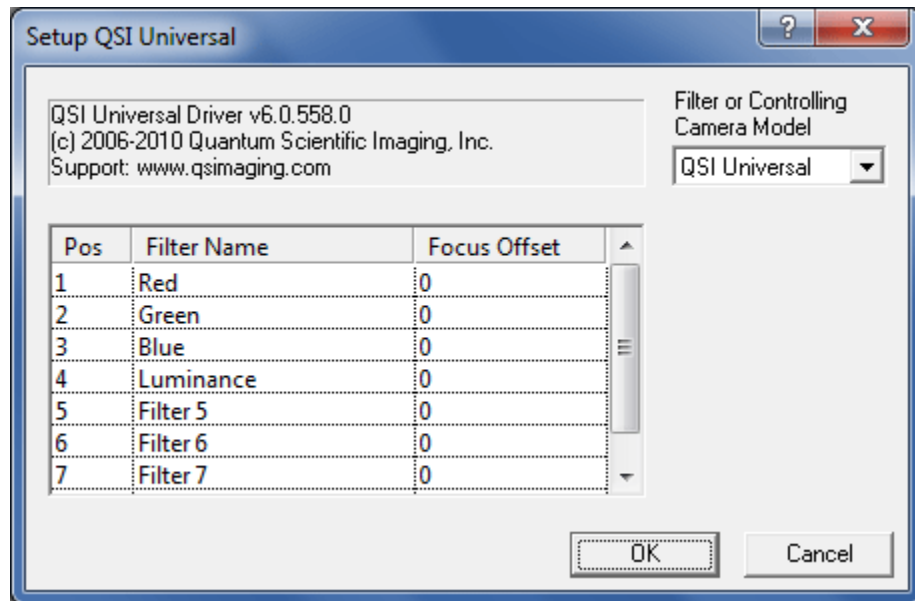 Setup QSI Universal
?
X
QSI Universal Driver v6.0.558.0
(c) 2006-2010 Quantum Scientific Imaging, Inc.
Support: www.qsimaging.com
Filter or Controlling
Camera Model
QSI Universal
Pos Filter Name Focus Offset
1 Red 0
2 Green 0
3 Blue 0
4 Luminance 0
5 Filter 5 0
6 Filter 6 0
7 Filter 7 0
OK Cancel